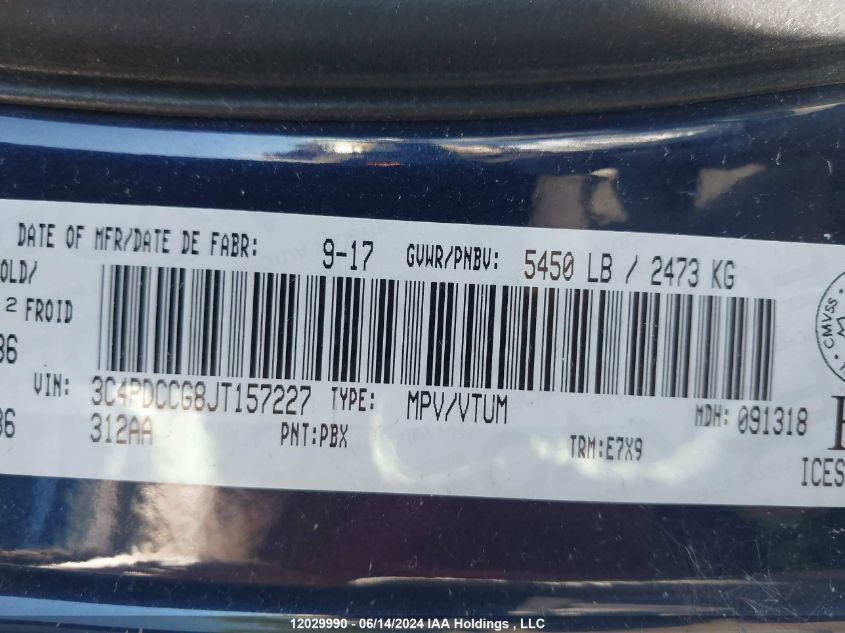 DATE OF MFR/DATE DE FABR: 9-17 GVWR/PNBV: 5450 LB / 2473 KG
OLD/
2 FROID
86
VIN: 3C4PDCCG8JT157227 TYPE: MPV/VTUM MDH: 091318
86 312AA PNT:PBX TRM:E7X9
CMVSS
ICES
12029990 - 06/14/2024 IAA Holdings , LLC